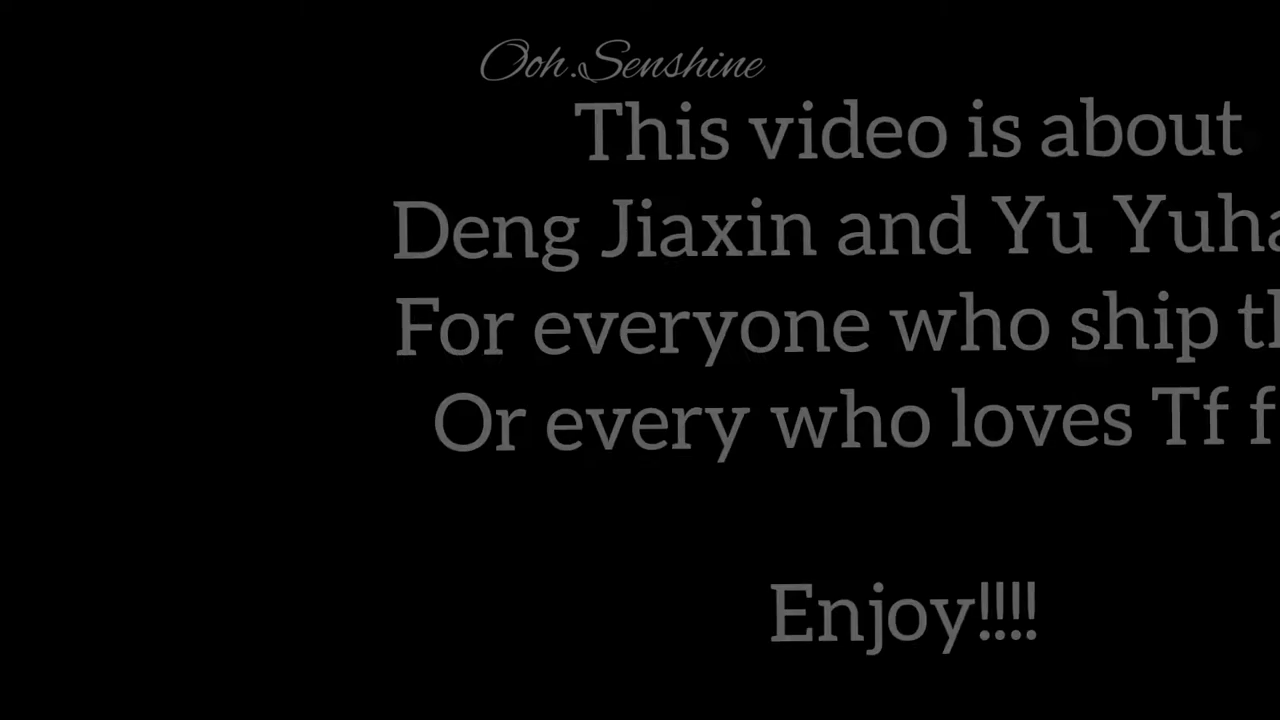 Ooh.Senshine
This video is about
Deng Jiaxin and Yu
For everyone who ship
Or every who loves Tf
Enjoy!!!!